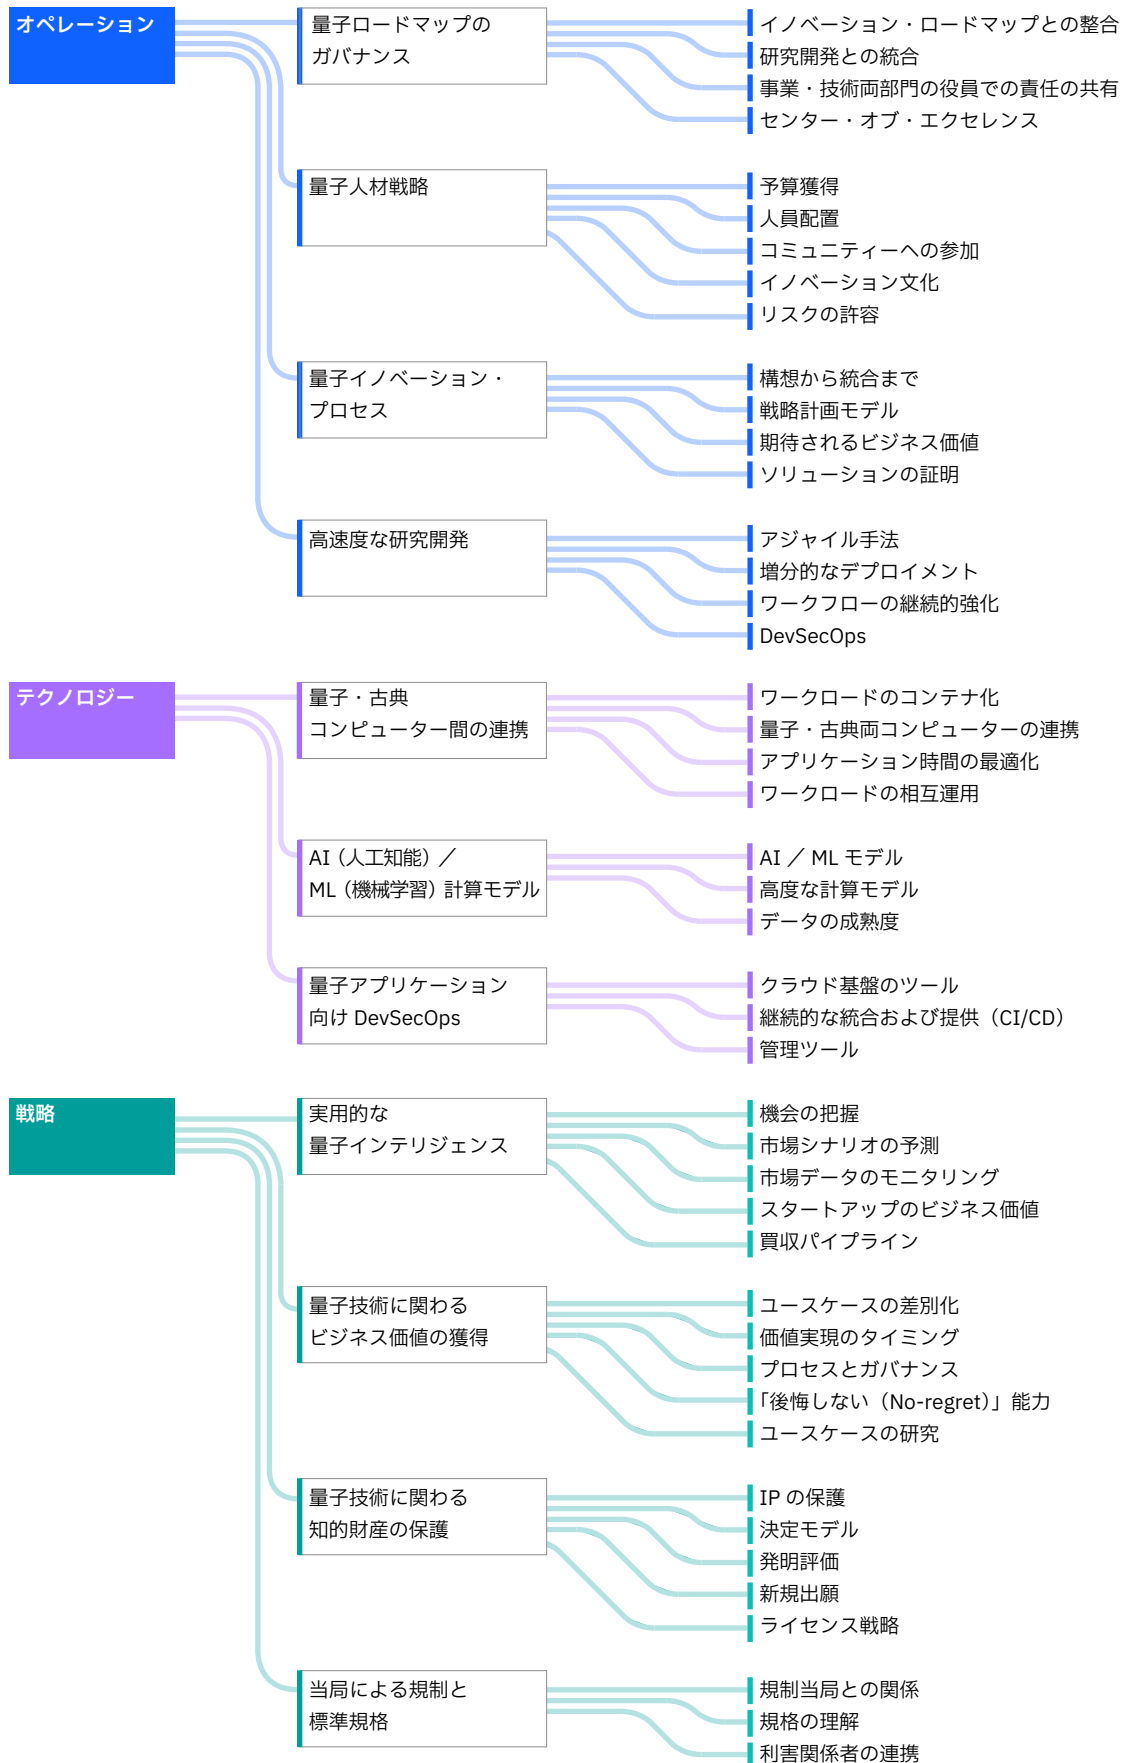 オペレーション
量子ロードマップの
ガバナンス
イノベーション・ロードマップとの整合
研究開発との統合
事業・技術両部門の役員での責任の共有
センター・オブ・エクセレンス
量子人材戦略
予算獲得
人員配置
コミュニティーへの参加
イノベーション文化
リスクの許容
量子イノベーション・
プロセス
構想から統合まで
戦略計画モデル
期待されるビジネス価値
ソリューションの証明
高速度な研究開発
アジャイル手法
増分的なデプロイメント
ワークフローの継続的強化
DevSecOps
テクノロジー
量子・古典
コンピューター間の連携
ワークロードのコンテナ化
量子・古典両コンピューターの連携
アプリケーション時間の最適化
ワークロードの相互運用
AI（人工知能）／
ML（機械学習）計算モデル
AI ／ ML モデル
高度な計算モデル
データの成熟度
量子アプリケーション
向け DevSecOps
クラウド基盤のツール
継続的な統合および提供（CI/CD）
管理ツール
戦略
実用的な
量子インテリジェンス
機会の把握
市場シナリオの予測
市場データのモニタリング
スタートアップのビジネス価値
買収パイプライン
量子技術に関わる
ビジネス価値の獲得
ユースケースの差別化
価値実現のタイミング
プロセスとガバナンス
「後悔しない（No-regret）」能力
ユースケースの研究
量子技術に関わる
知的財産の保護
IP の保護
決定モデル
発明評価
新規出願
ライセンス戦略
当局による規制と
標準規格
規制当局との関係
規格の理解
利害関係者の連携